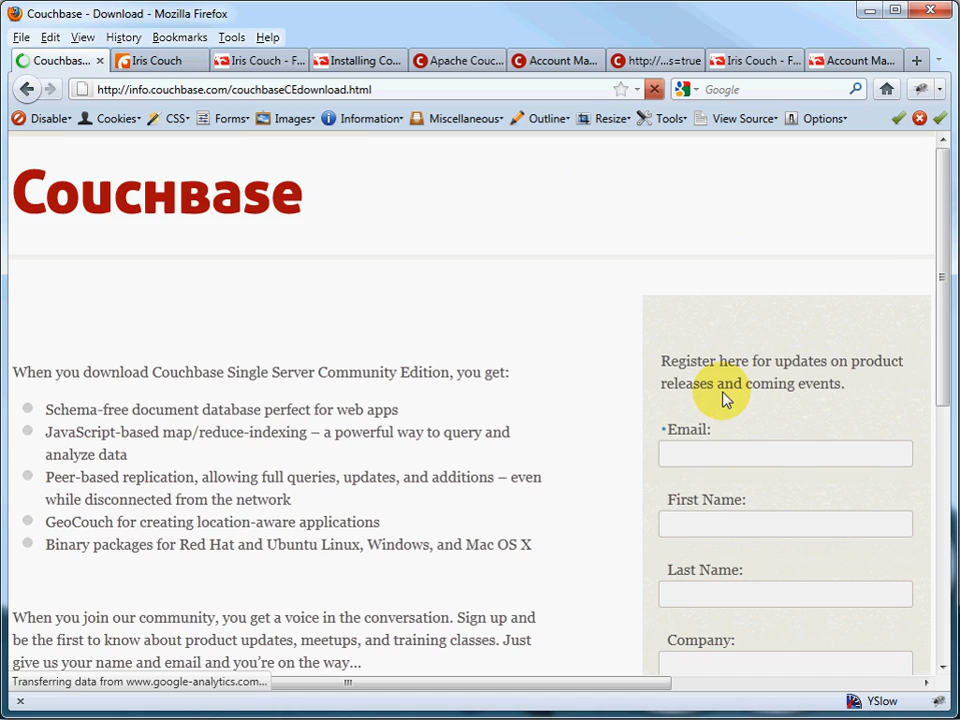 Couchbase - Download - Mozilla Firefox
File Edit View History Bookmarks Tools Help
Couchbas... Iris Couch Iris Couch - F... Installing Co... Apache Couc... Account Ma... http:/...s=true Iris Couch - F... Account Ma...
http://info.couchbase.com/couchbaseCEdownload.html Google
Disable Cookies CSS Forms Images Information Miscellaneous Outline Resize Tools View Source Options
Couchbase
When you download Couchbase Single Server Community Edition, you get:
Schema-free document database perfect for web apps
JavaScript-based map/reduce-indexing – a powerful way to query and
analyze data
Peer-based replication, allowing full queries, updates, and additions – even
while disconnected from the network
GeoCouch for creating location-aware applications
Binary packages for Red Hat and Ubuntu Linux, Windows, and Mac OS X
When you join our community, you get a voice in the conversation. Sign up and
be the first to know about product updates, meetups, and training classes. Just
give us your name and email and you're on the way...
Register here for updates on product
releases and coming events.
Email:
First Name:
Last Name:
Company:
Transferring data from www.google-analytics.com...
YSlow